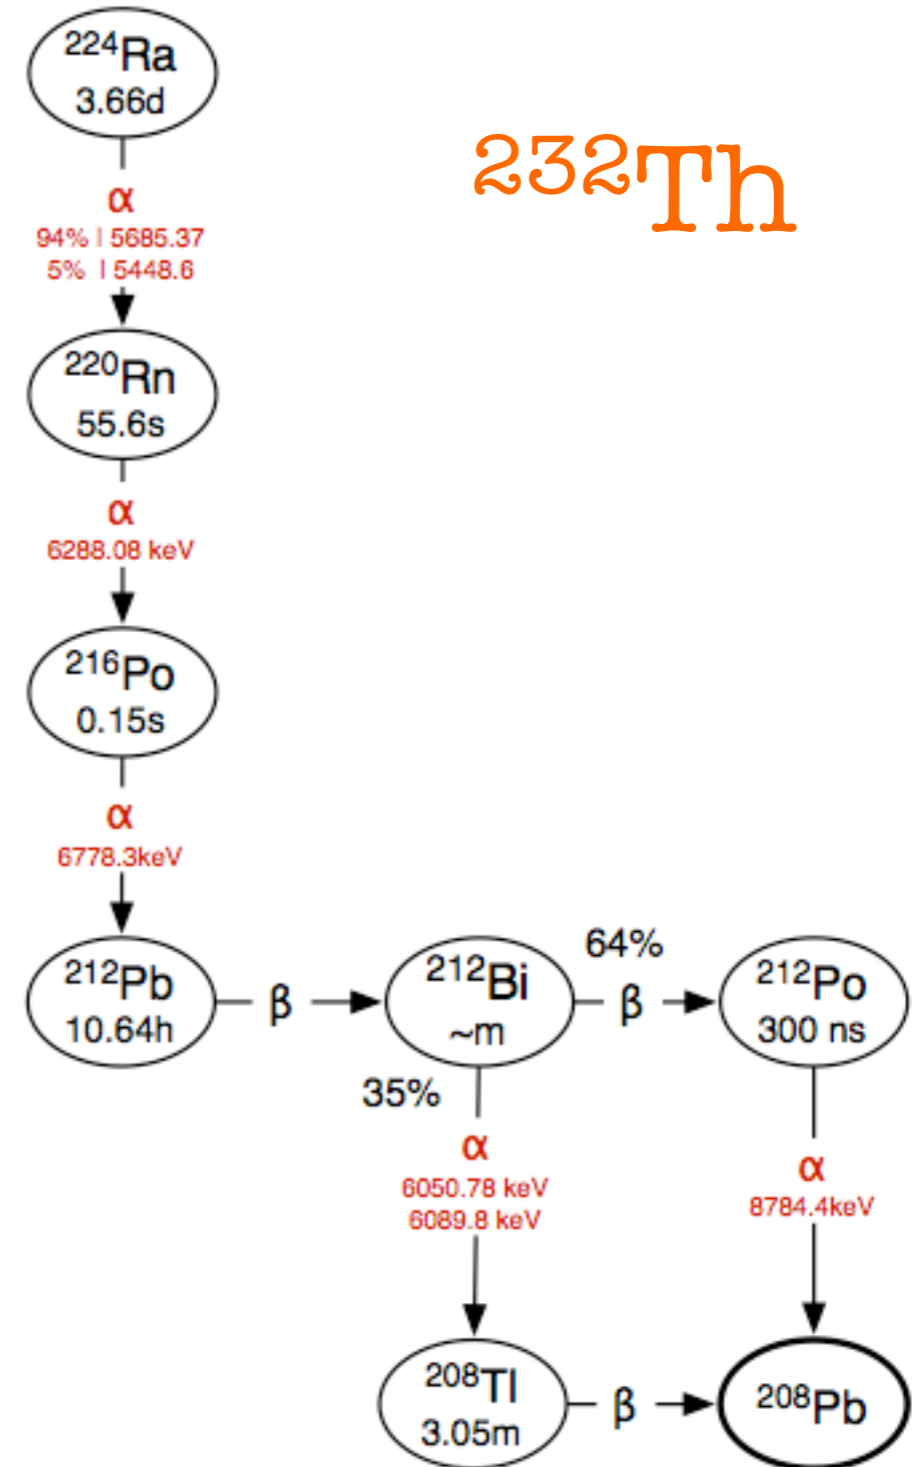 ²²⁴Ra
3.66d
²³²Th
α
94% | 5685.37
5% | 5448.6
²²⁰Rn
55.6s
α
6288.08 keV
²¹⁶Po
0.15s
α
6778.3keV
²¹²Pb
10.64h
β
²¹²Bi
~m
64%
β
²¹²Po
300 ns
35%
α
6050.78 keV
6089.8 keV
α
8784.4keV
²⁰⁸Tl
3.05m
β
²⁰⁸Pb